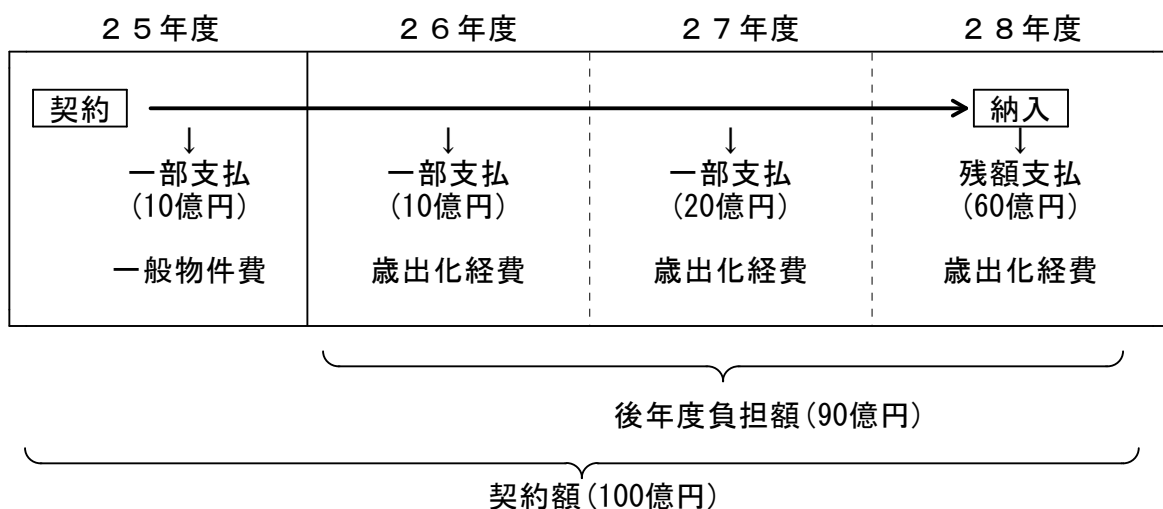 ２５年度 ２６年度 ２７年度 ２８年度
契約 納入
↓ ↓ ↓ ↓
一部支払 一部支払 一部支払 残額支払
(10億円) (10億円) (20億円) (60億円)
一般物件費 歳出化経費 歳出化経費 歳出化経費
後年度負担額(90億円)
契約額(100億円)